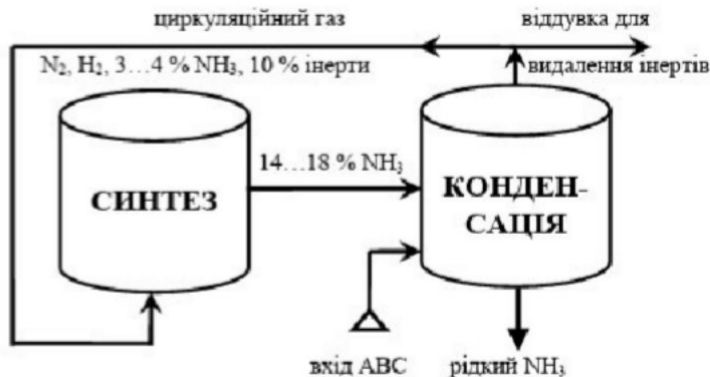 циркуляційний газ
віддувка для
N₂, H₂, 3…4 % NH₃, 10 % інерти
видалення інертів
14…18 % NH₃
СИНТЕЗ
КОНДЕН-
САЦІЯ
вхід АВС
рідкий NH₃